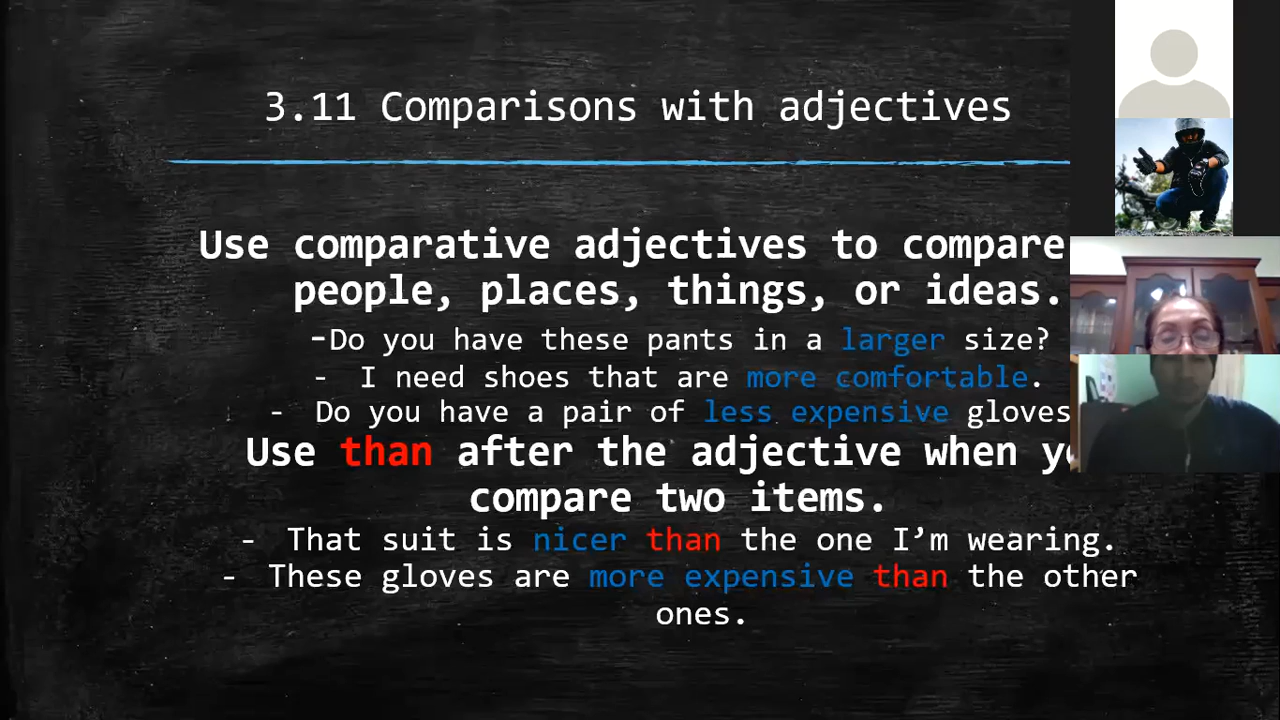 3.11 Comparisons with adjectives
Use comparative adjectives to compare
people, places, things, or ideas.
-Do you have these pants in a larger size?
- I need shoes that are more comfortable.
- Do you have a pair of less expensive gloves
Use than after the adjective when
compare two items.
- That suit is nicer than the one I’m wearing.
- These gloves are more expensive than the other
ones.